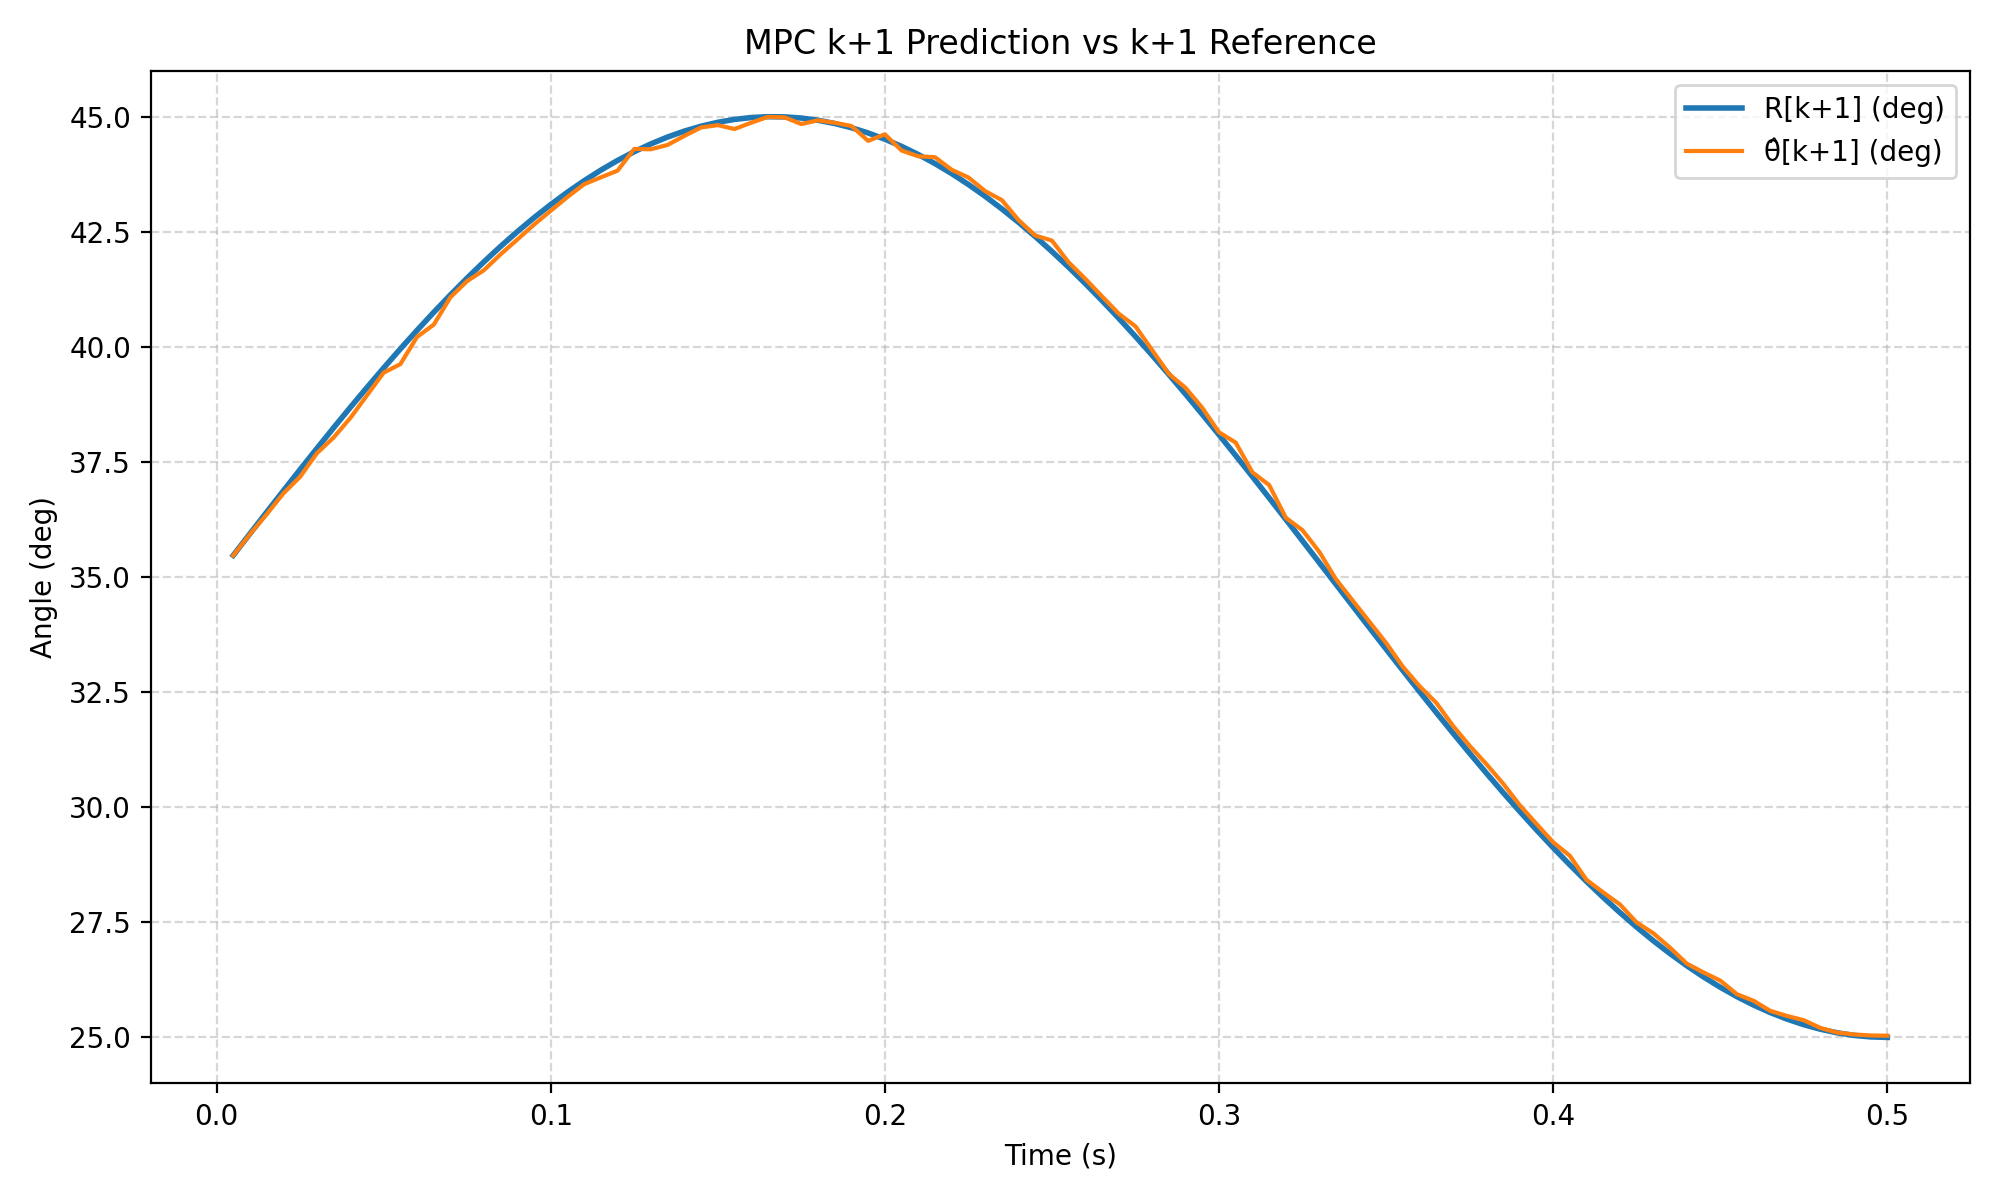 MPC k+1 Prediction vs k+1 Reference
R[k+1] (deg)
θ̂[k+1] (deg)
Angle (deg)
45.0
42.5
40.0
37.5
35.0
32.5
30.0
27.5
25.0
0.0 0.1 0.2 0.3 0.4 0.5
Time (s)